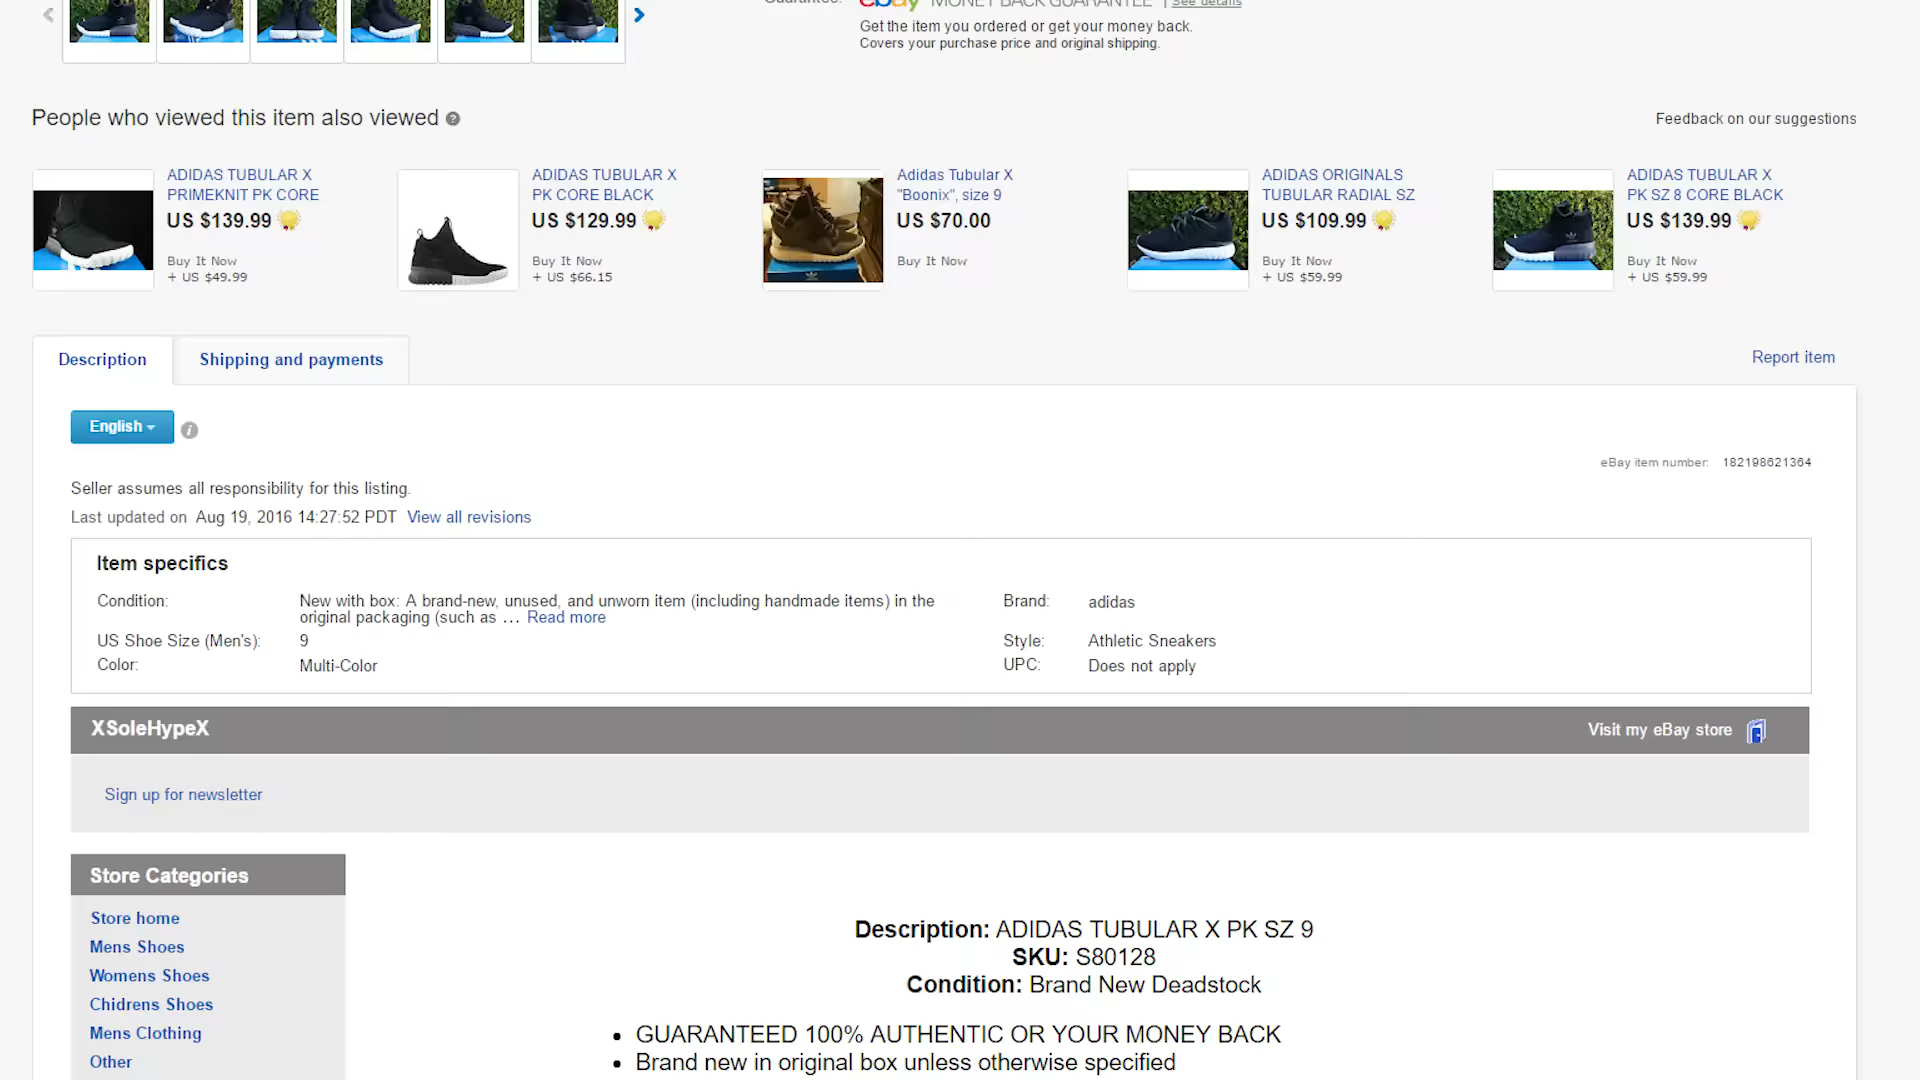 Guarantee:
ebay MONEY BACK GUARANTEE | See details
Get the item you ordered or get your money back.
Covers your purchase price and original shipping.
People who viewed this item also viewed ?
Feedback on our suggestions
ADIDAS TUBULAR X
PRIMEKNIT PK CORE
US $139.99
Buy It Now
+ US $49.99
ADIDAS TUBULAR X
PK CORE BLACK
US $129.99
Buy It Now
+ US $66.15
Adidas Tubular X
"Boonix", size 9
US $70.00
Buy It Now
ADIDAS ORIGINALS
TUBULAR RADIAL SZ
US $109.99
Buy It Now
+ US $59.99
ADIDAS TUBULAR X
PK SZ 8 CORE BLACK
US $139.99
Buy It Now
+ US $59.99
Description
Shipping and payments
Report item
English
i
eBay item number: 182198621364
Seller assumes all responsibility for this listing.
Last updated on Aug 19, 2016 14:27:52 PDT View all revisions
Item specifics
Condition: New with box: A brand-new, unused, and unworn item (including handmade items) in the
original packaging (such as ... Read more
Brand: adidas
US Shoe Size (Men's): 9
Style: Athletic Sneakers
Color: Multi-Color
UPC: Does not apply
XSoleHypeX
Visit my eBay store
Sign up for newsletter
Store Categories
Store home
Mens Shoes
Womens Shoes
Chidrens Shoes
Mens Clothing
Other
Description: ADIDAS TUBULAR X PK SZ 9
SKU: S80128
Condition: Brand New Deadstock
• GUARANTEED 100% AUTHENTIC OR YOUR MONEY BACK
• Brand new in original box unless otherwise specified